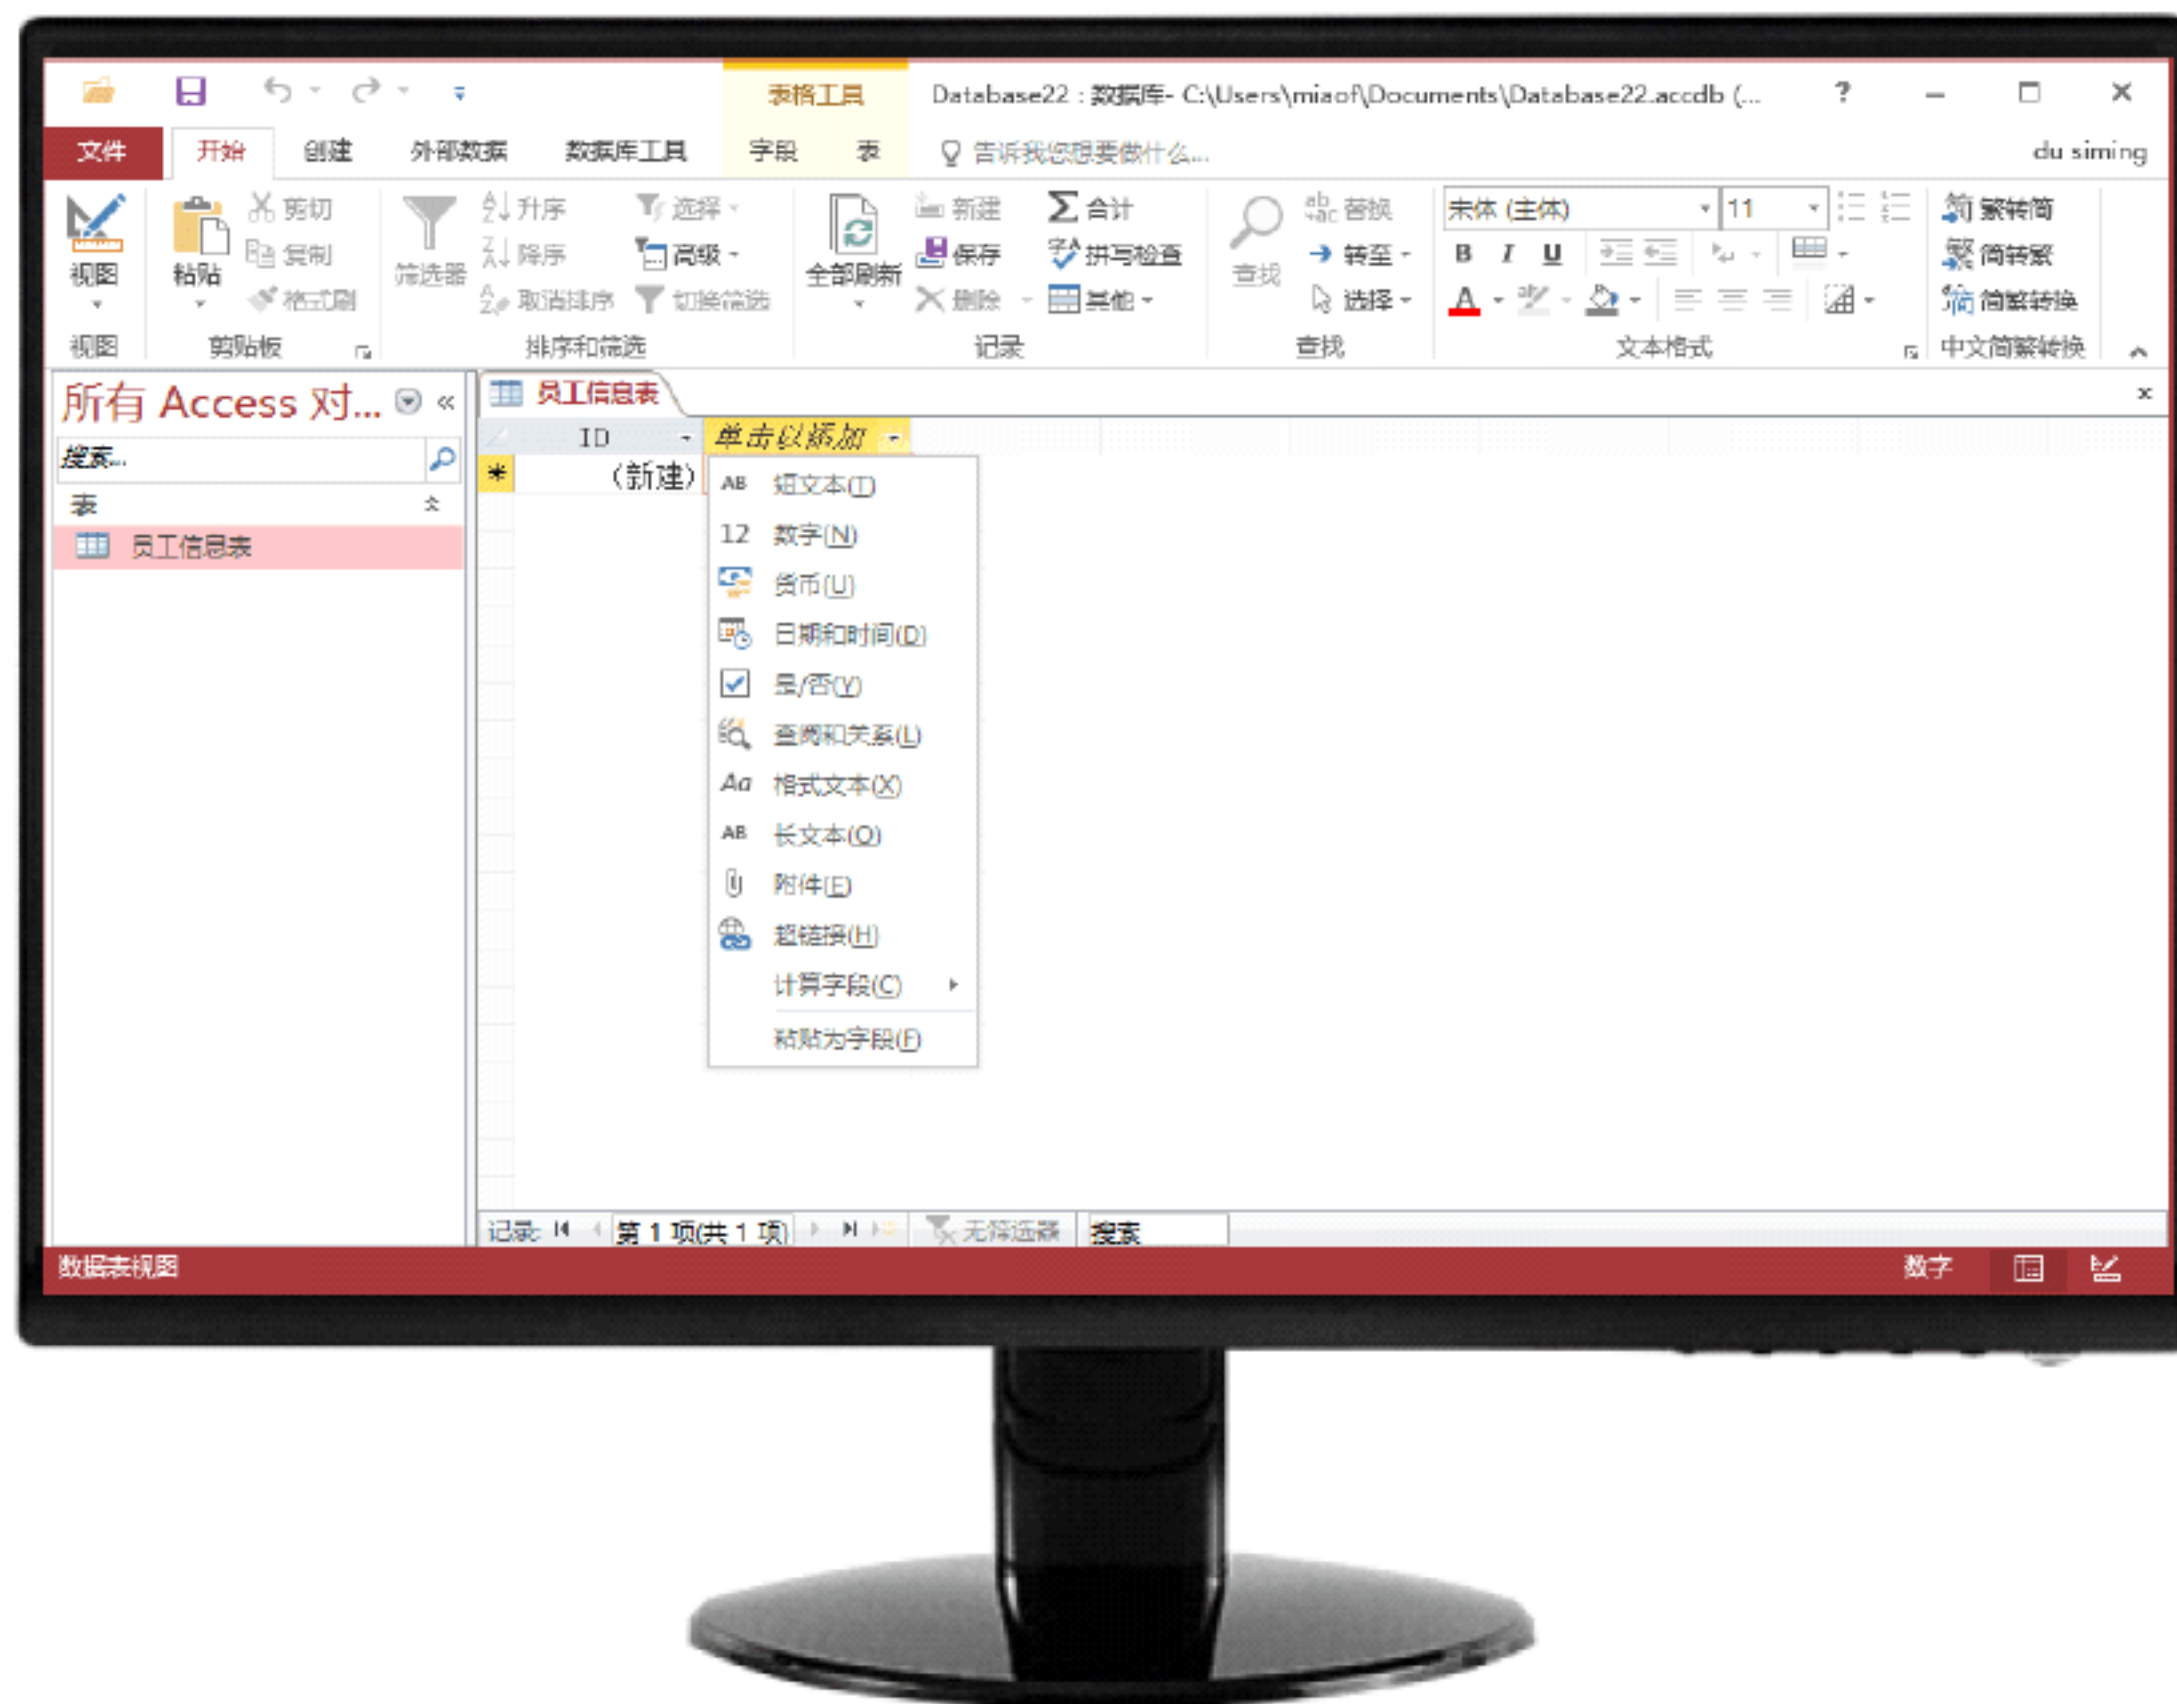 表格工具 Database22 : 数据库- C:\Users\miaof\Documents\Database22.accdb (... ?
文件 开始 创建 外部数据 数据库工具 字段 表 告诉我您想要做什么... du siming
剪切 升序 选择 新建 合计 替换 宋体 (主体) 11 繁转简
视图 粘贴 复制 筛选器 降序 高级 全部刷新 保存 拼写检查 查找 转至 B I U 简转繁
格式刷 取消排序 切换筛选 删除 其他 选择 A 简繁转换
视图 剪贴板 排序和筛选 记录 查找 文本格式 中文简繁转换
所有 Access 对... «
搜索...
表
员工信息表
员工信息表
ID 单击以添加
* (新建)
AB 短文本(T)
12 数字(N)
货币(U)
日期和时间(D)
是/否(Y)
查阅和关系(L)
Aa 格式文本(X)
AB 长文本(O)
附件(E)
超链接(H)
计算字段(C)
粘贴为字段(F)
记录: 第 1 项(共 1 项) 无筛选器 搜索
数据表视图 数字